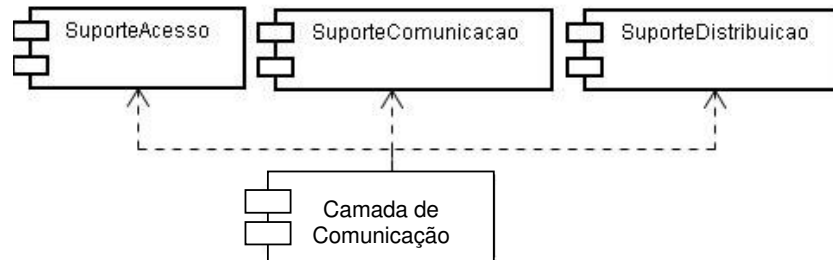 SuporteAcesso
SuporteComunicacao
SuporteDistribuicao
Camada de
Comunicação